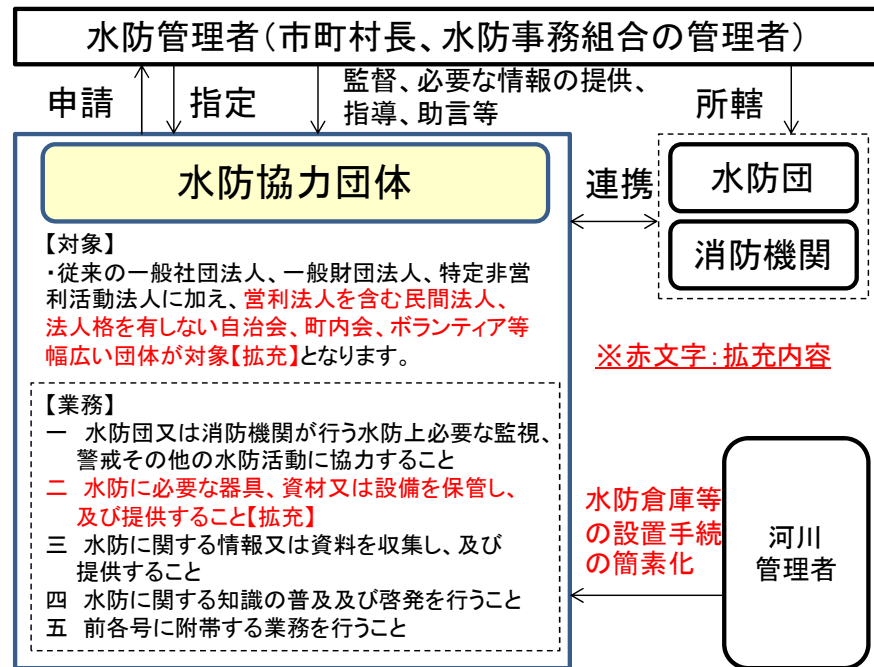 水防管理者(市町村長、水防事務組合の管理者)
申請
指定
監督、必要な情報の提供、
指導、助言等
所轄
水防協力団体
連携
水防団
消防機関
【対象】
・従来の一般社団法人、一般財団法人、特定非営
利活動法人に加え、営利法人を含む民間法人、
法人格を有しない自治会、町内会、ボランティア等
幅広い団体が対象【拡充】となります。
※赤文字:拡充内容
【業務】
一 水防団又は消防機関が行う水防上必要な監視、
警戒その他の水防活動に協力すること
二 水防に必要な器具、資材又は設備を保管し、
及び提供すること【拡充】
三 水防に関する情報又は資料を収集し、及び
提供すること
四 水防に関する知識の普及及び啓発を行うこと
五 前各号に附帯する業務を行うこと
水防倉庫等
の設置手続
の簡素化
河川
管理者